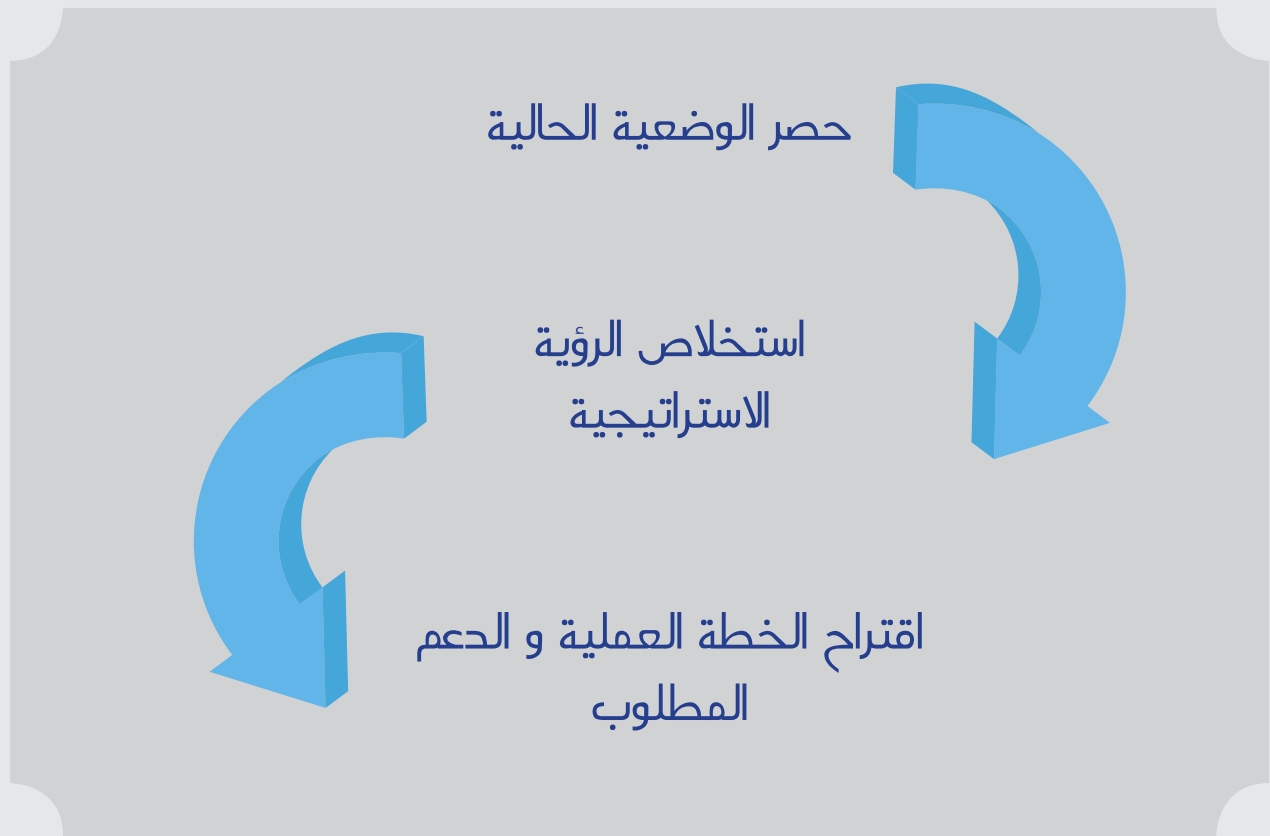 حصر الوضعية الحالية
استخلاص الرؤية
الاستراتيجية
اقتراح الخطة العملية و الدعم
المطلوب